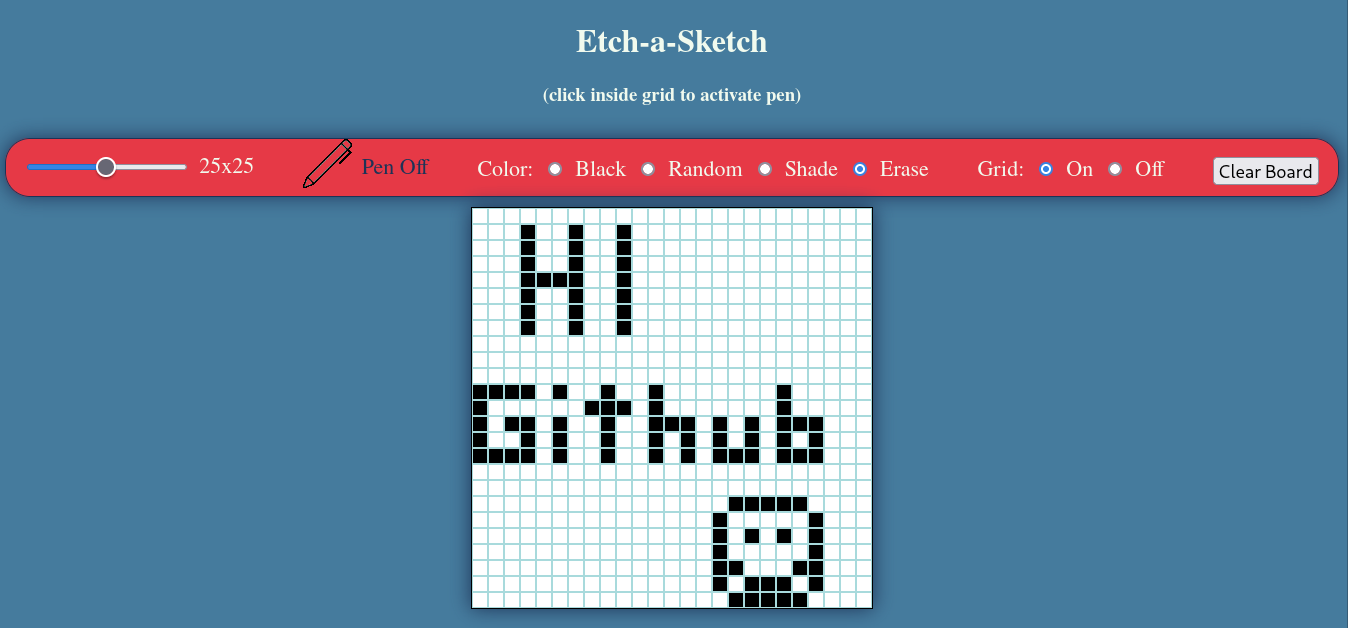 Etch-a-Sketch
(click inside grid to activate pen)
25x25 Pen Off Color: Black Random Shade Erase Grid: On Off Clear Board
HI
Github